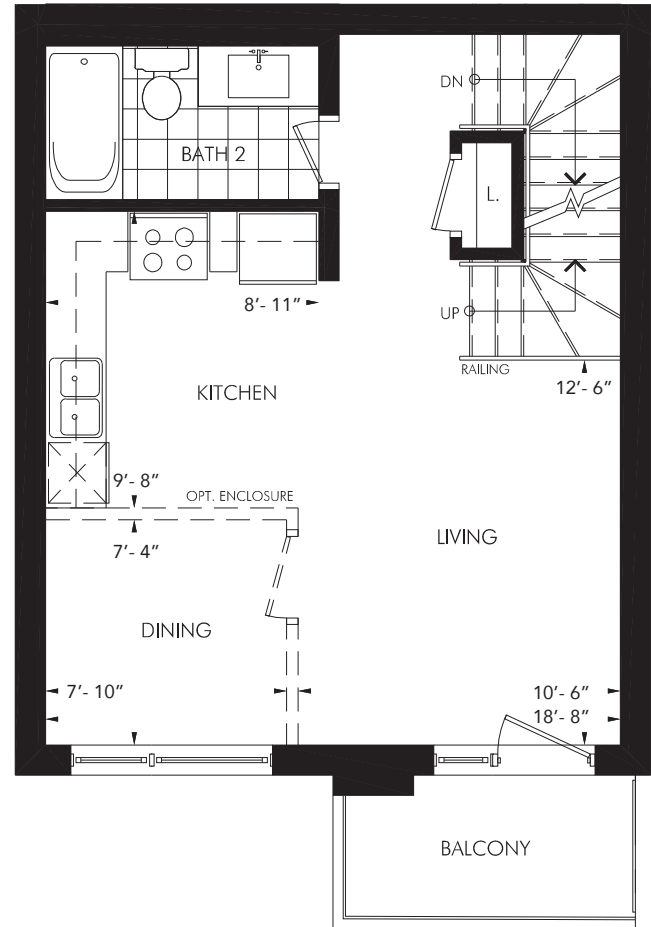 DN
BATH 2
L.
8'- 11"
UP
RAILING
12'- 6"
KITCHEN
9'- 8"
OPT. ENCLOSURE
7'- 4"
LIVING
DINING
7'- 10"
10'- 6"
18'- 8"
BALCONY